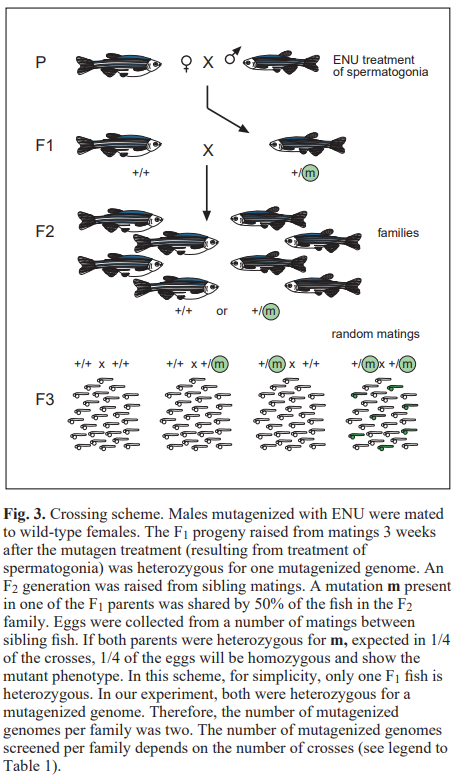 P ♀ X ♂ ENU treatment
of spermatogonia
F1 X
+/+ +/m
F2 families
+/+ or +/m
random matings
+/+ x +/+ +/+ x +/m +/m x +/+ +/m x +/m
F3
Fig. 3. Crossing scheme. Males mutagenized with ENU were mated
to wild-type females. The F1 progeny raised from matings 3 weeks
after the mutagen treatment (resulting from treatment of
spermatogonia) was heterozygous for one mutagenized genome. An
F2 generation was raised from sibling matings. A mutation m present
in one of the F1 parents was shared by 50% of the fish in the F2
family. Eggs were collected from a number of matings between
sibling fish. If both parents were heterozygous for m, expected in 1/4
of the crosses, 1/4 of the eggs will be homozygous and show the
mutant phenotype. In this scheme, for simplicity, only one F1 fish is
heterozygous. In our experiment, both were heterozygous for a
mutagenized genome. Therefore, the number of mutagenized
genomes per family was two. The number of mutagenized genomes
screened per family depends on the number of crosses (see legend to
Table 1).